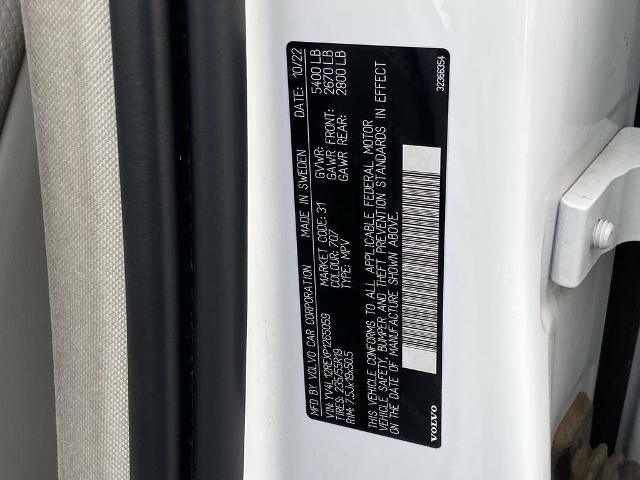 MFD. BY VOLVO CAR CORPORATION MADE IN SWEDEN DATE: 10/22
VIN: YV4L12REXP1265059 GVWR: 5400 LB
TIRES: 235/55R19 MARKET CODE: 31 GAWR FRONT: 2670 LB
RIM: 7.5Jx19x50.5 COLOUR: 707 GAWR REAR: 2800 LB
TYPE: MPV
THIS VEHICLE CONFORMS TO ALL APPLICABLE FEDERAL MOTOR
VEHICLE SAFETY, BUMPER AND THEFT PREVENTION STANDARDS IN EFFECT
ON THE DATE OF MANUFACTURE SHOWN ABOVE.
VOLVO 32366354